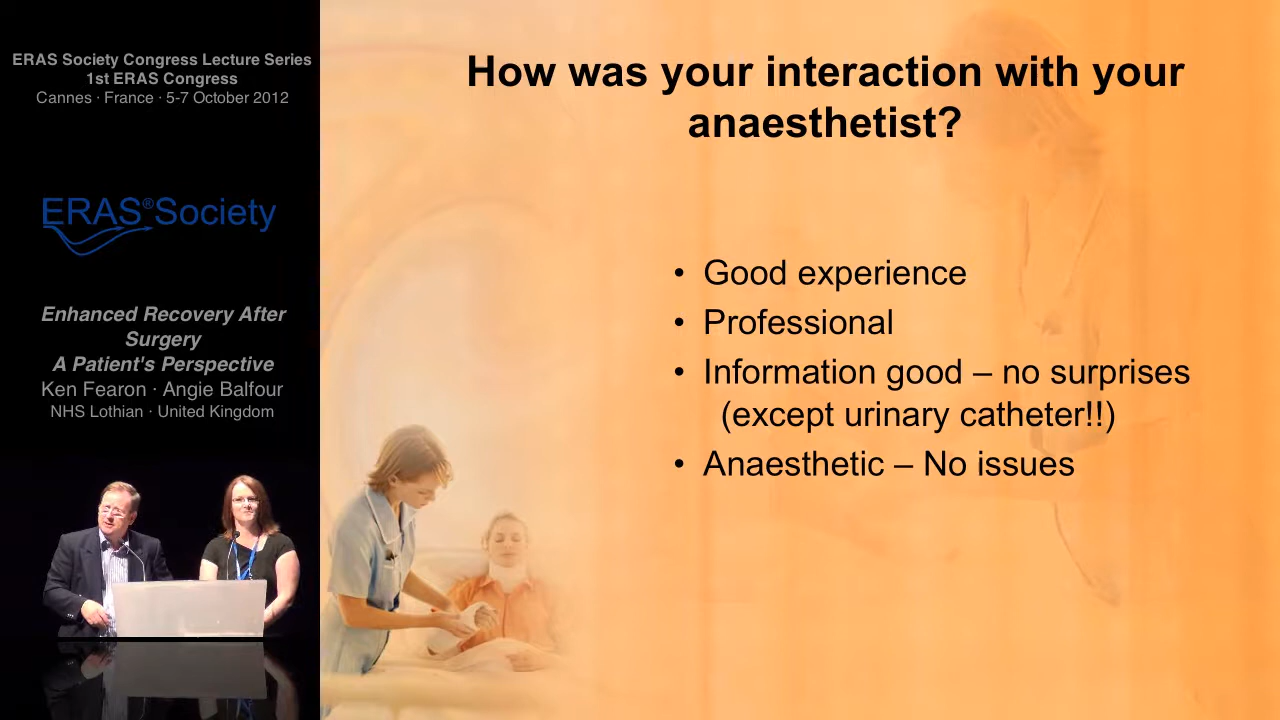 ERAS Society Congress Lecture Series
1st ERAS Congress
Cannes · France · 5-7 October 2012
ERAS®Society
Enhanced Recovery After
Surgery
A Patient's Perspective
Ken Fearon · Angie Balfour
NHS Lothian · United Kingdom
How was your interaction with your
anaesthetist?
• Good experience
• Professional
• Information good – no surprises
(except urinary catheter!!)
• Anaesthetic – No issues